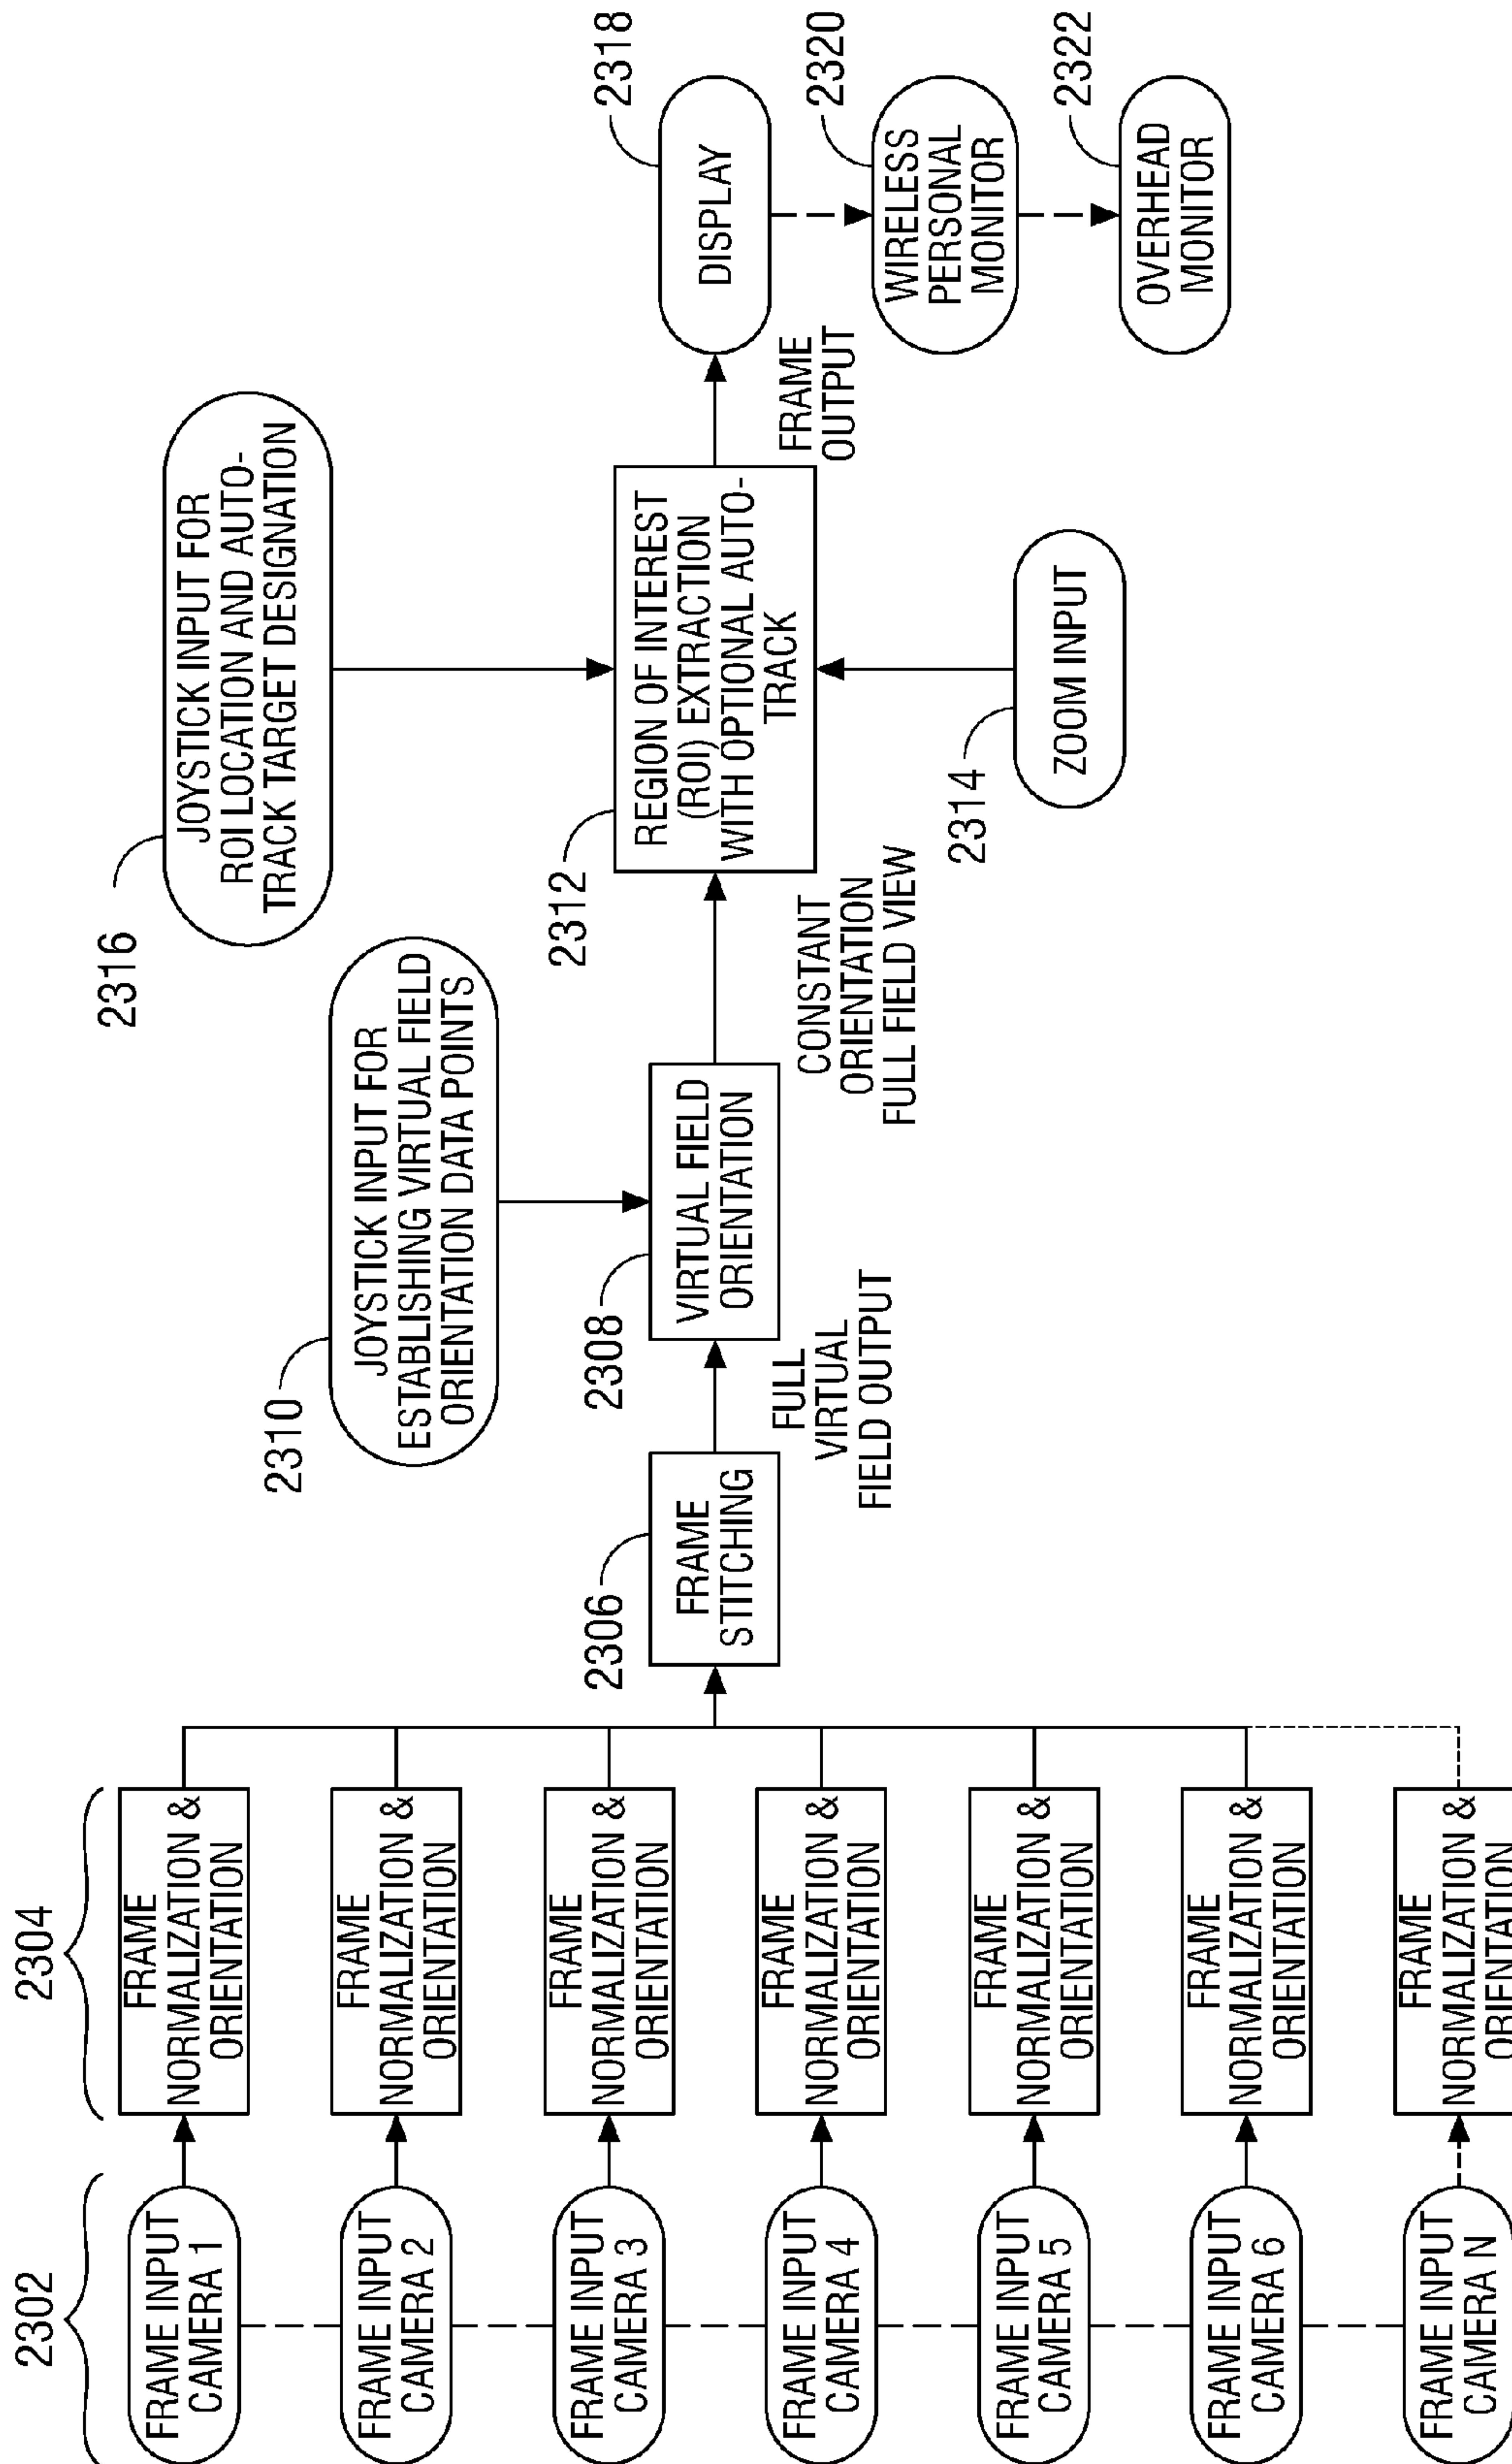 2302
2304
FRAME INPUT
CAMERA 1
FRAME
NORMALIZATION &
ORIENTATION
FRAME INPUT
CAMERA 2
FRAME
NORMALIZATION &
ORIENTATION
FRAME INPUT
CAMERA 3
FRAME
NORMALIZATION &
ORIENTATION
FRAME INPUT
CAMERA 4
FRAME
NORMALIZATION &
ORIENTATION
FRAME INPUT
CAMERA 5
FRAME
NORMALIZATION &
ORIENTATION
FRAME INPUT
CAMERA 6
FRAME
NORMALIZATION &
ORIENTATION
FRAME INPUT
CAMERA N
FRAME
NORMALIZATION &
ORIENTATION
2306
FRAME
STITCHING
FULL
VIRTUAL
FIELD OUTPUT
2310
JOYSTICK INPUT FOR
ESTABLISHING VIRTUAL FIELD
ORIENTATION DATA POINTS
2308
VIRTUAL FIELD
ORIENTATION
CONSTANT
ORIENTATION
FULL FIELD VIEW
2316
JOYSTICK INPUT FOR
ROI LOCATION AND AUTO-
TRACK TARGET DESIGNATION
2312
REGION OF INTEREST
(ROI) EXTRACTION
WITH OPTIONAL AUTO-
TRACK
2314
ZOOM INPUT
FRAME
OUTPUT
2318
DISPLAY
2320
WIRELESS
PERSONAL
MONITOR
2322
OVERHEAD
MONITOR